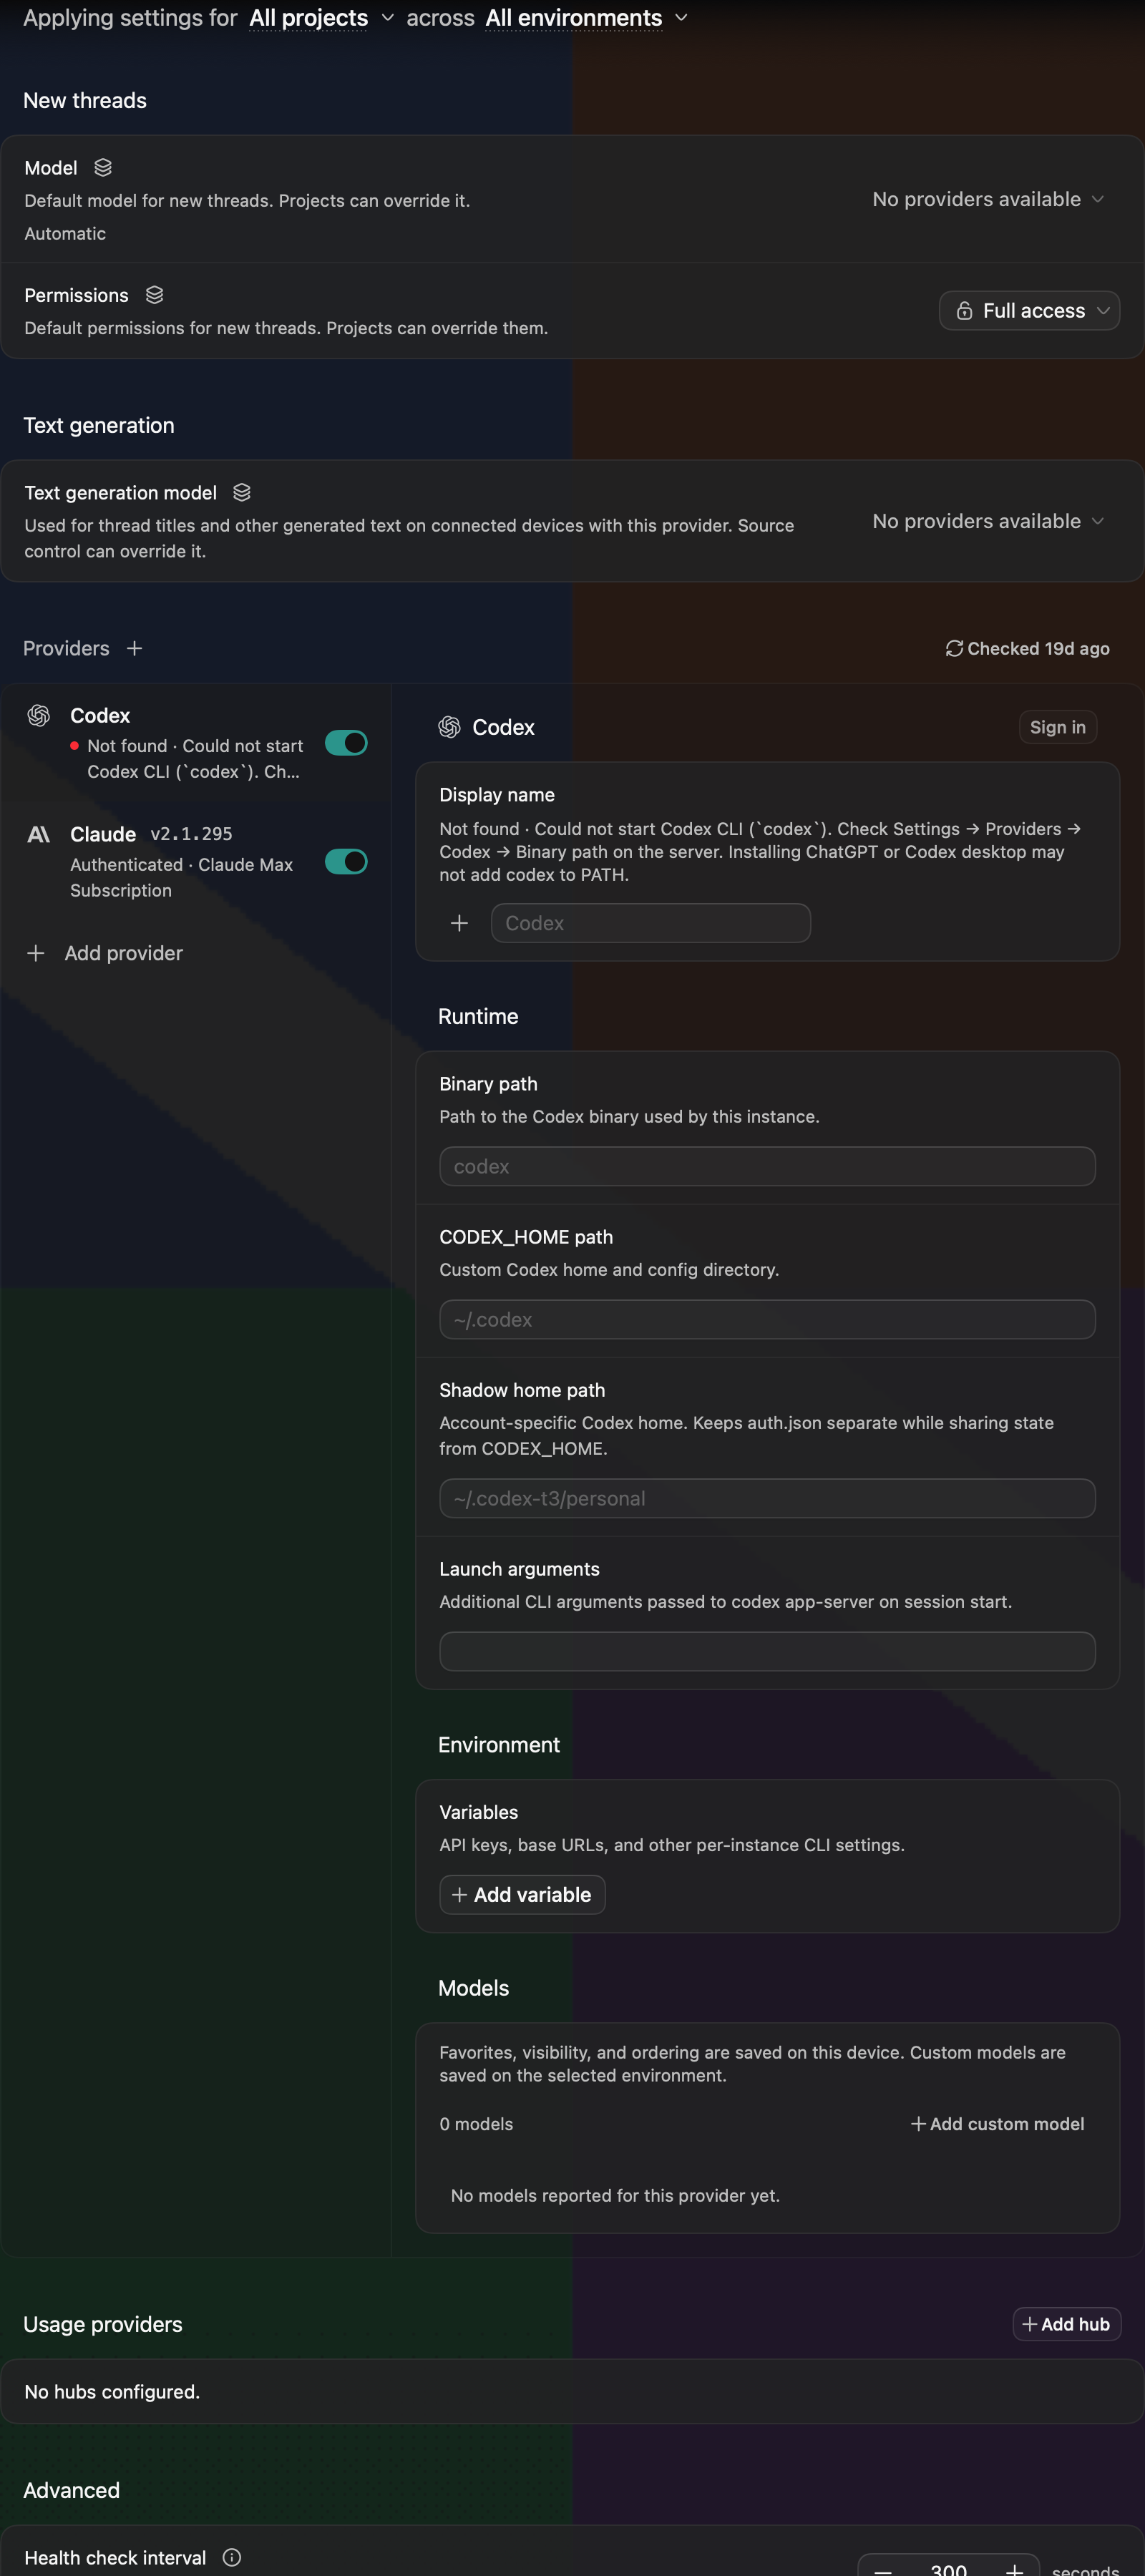 Applying settings for All projects across All environments
New threads
Model
Default model for new threads. Projects can override it.
Automatic
No providers available
Permissions
Default permissions for new threads. Projects can override them.
Full access
Text generation
Text generation model
Used for thread titles and other generated text on connected devices with this provider. Source
control can override it.
No providers available
Providers
Checked 19d ago
Codex
Not found · Could not start
Codex CLI (`codex`). Ch...
Claude v2.1.295
Authenticated · Claude Max
Subscription
Add provider
Codex
Sign in
Display name
Not found · Could not start Codex CLI (`codex`). Check Settings → Providers →
Codex → Binary path on the server. Installing ChatGPT or Codex desktop may
not add codex to PATH.
Codex
Runtime
Binary path
Path to the Codex binary used by this instance.
codex
CODEX_HOME path
Custom Codex home and config directory.
~/.codex
Shadow home path
Account-specific Codex home. Keeps auth.json separate while sharing state
from CODEX_HOME.
~/.codex-t3/personal
Launch arguments
Additional CLI arguments passed to codex app-server on session start.
Environment
Variables
API keys, base URLs, and other per-instance CLI settings.
Add variable
Models
Favorites, visibility, and ordering are saved on this device. Custom models are
saved on the selected environment.
0 models
Add custom model
No models reported for this provider yet.
Usage providers
Add hub
No hubs configured.
Advanced
Health check interval
300 seconds